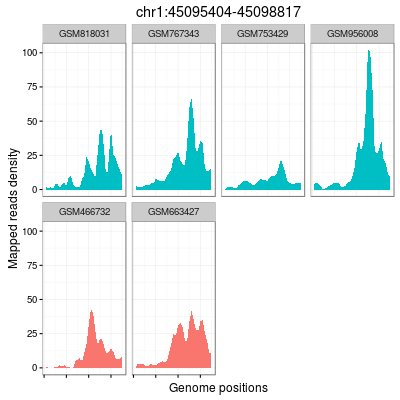 chr1:45095404-45098817
GSM818031 GSM767343 GSM753429 GSM956008
100
75
50
25
0
GSM466732 GSM663427
100
75
50
25
0
Mapped reads density
Genome positions